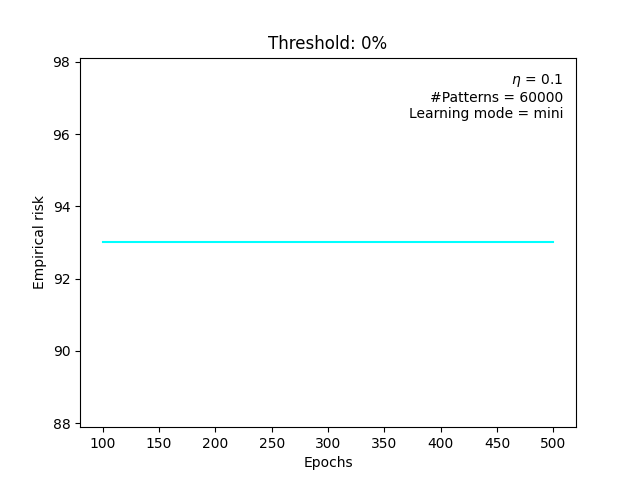 Threshold: 0%
98
96
94
92
90
88
Empirical risk
η = 0.1
#Patterns = 60000
Learning mode = mini
100 150 200 250 300 350 400 450 500
Epochs